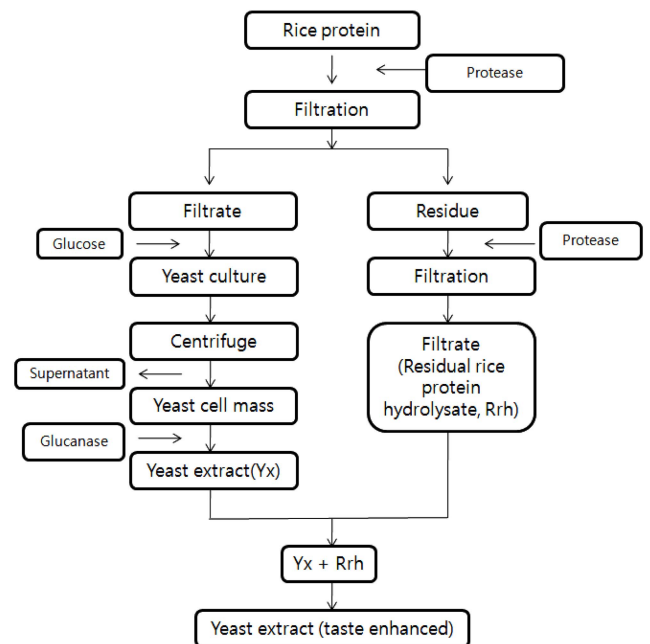 Rice protein
Protease
Filtration
Filtrate
Residue
Glucose
Protease
Yeast culture
Filtration
Centrifuge
Filtrate
(Residual rice
protein
hydrolysate, Rrh)
Supernatant
Yeast cell mass
Glucanase
Yeast extract(Yx)
Yx + Rrh
Yeast extract (taste enhanced)